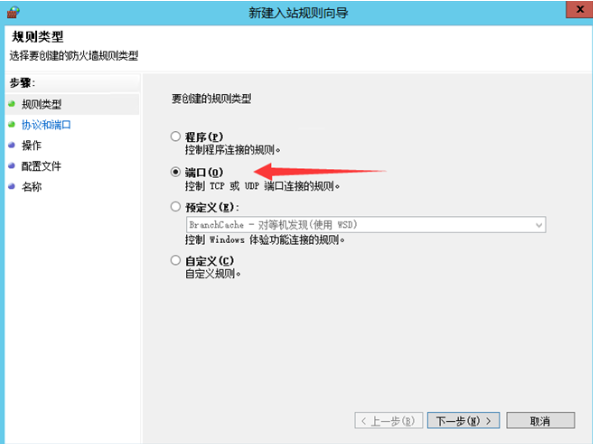 新建入站规则向导
x
规则类型
选择要创建的防火墙规则类型
步骤:
规则类型
协议和端口
操作
配置文件
名称
要创建的规则类型
程序(P)
控制程序连接的规则。
端口(O)
控制 TCP 或 UDP 端口连接的规则。
预定义(E):
BranchCache - 对等机发现(使用 WSD)
控制 Windows 体验功能连接的规则。
自定义(C)
自定义规则。
< 上一步(B) 下一步(N) > 取消